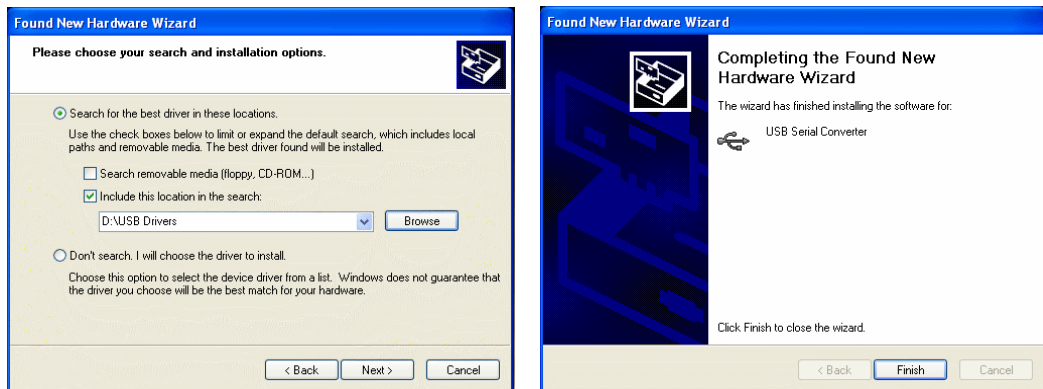 Found New Hardware Wizard
Please choose your search and installation options.
Search for the best driver in these locations.
Use the check boxes below to limit or expand the default search, which includes local
paths and removable media. The best driver found will be installed.
Search removable media (floppy, CD-ROM...)
Include this location in the search:
D:\USB Drivers
Browse
Don't search. I will choose the driver to install.
Choose this option to select the device driver from a list. Windows does not guarantee that
the driver you choose will be the best match for your hardware.
< Back
Next >
Cancel
Found New Hardware Wizard
Completing the Found New
Hardware Wizard
The wizard has finished installing the software for:
USB Serial Converter
Click Finish to close the wizard.
< Back
Finish
Cancel